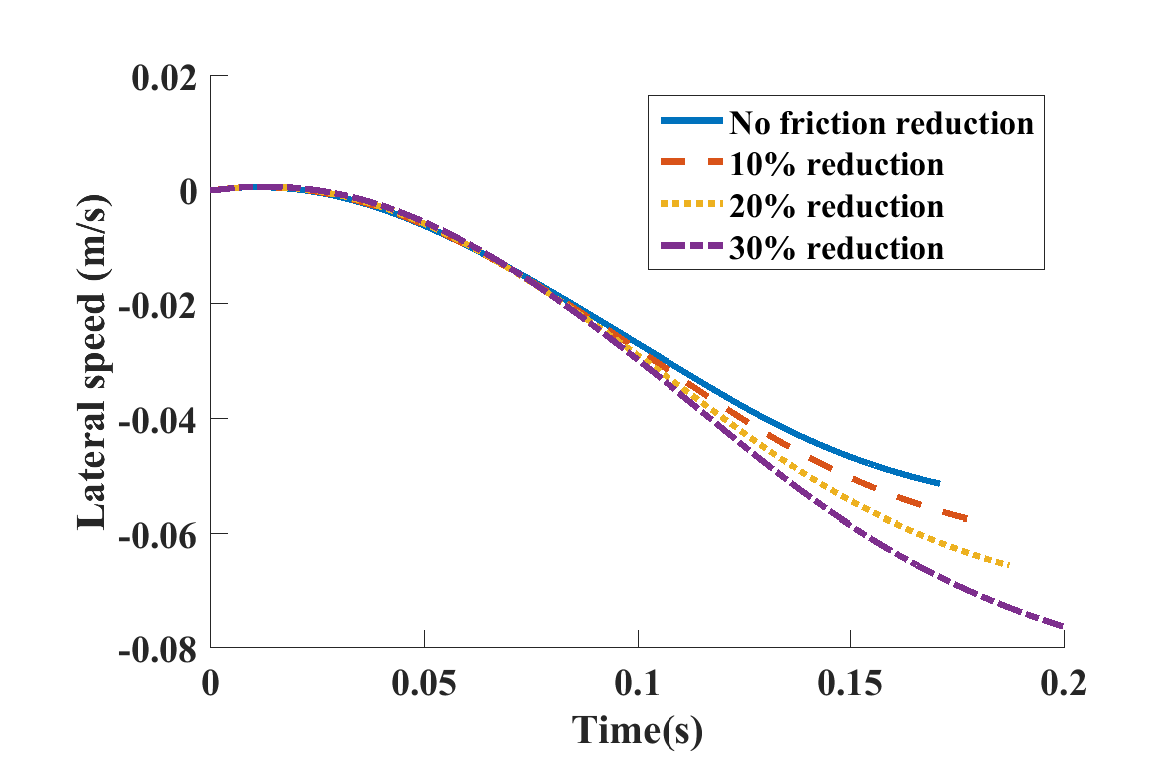 0.02
0
-0.02
-0.04
-0.06
-0.08
Lateral speed (m/s)
No friction reduction
10% reduction
20% reduction
30% reduction
0
0.05
0.1
0.15
0.2
Time(s)